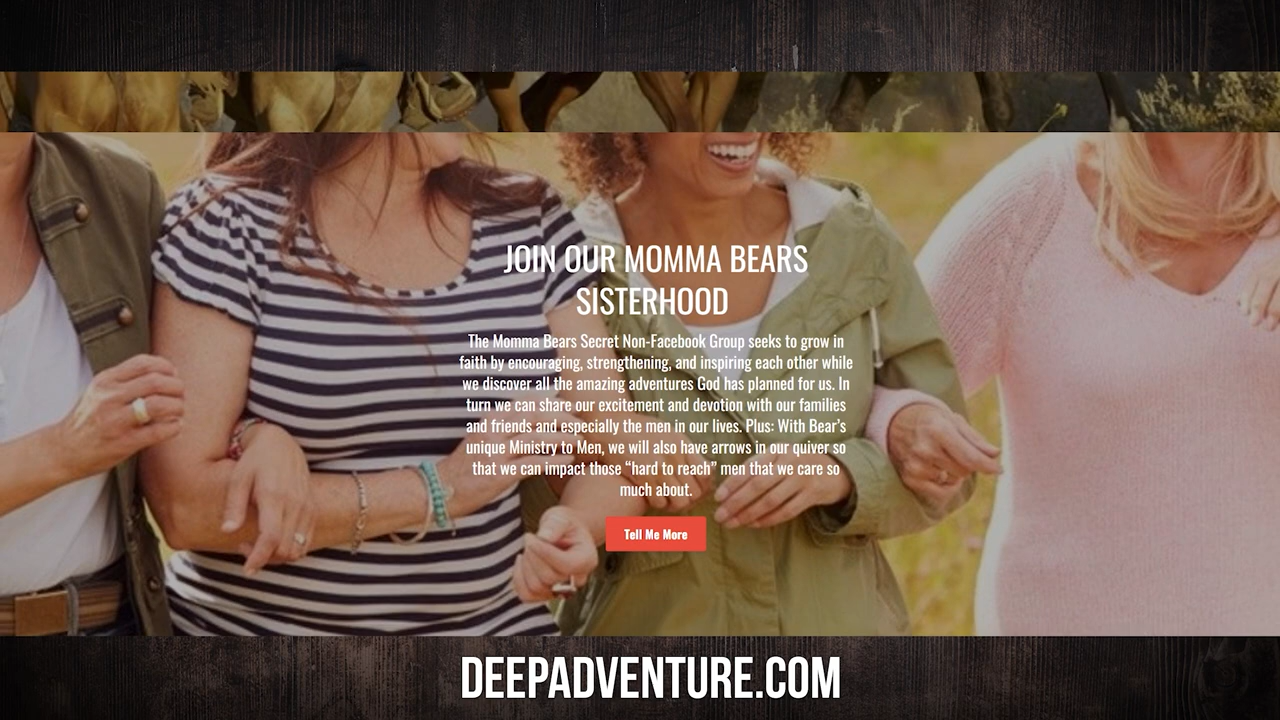 JOIN OUR MOMMA BEARS
SISTERHOOD
The Momma Bears Secret Non-Facebook Group seeks to grow in
faith by encouraging, strengthening, and inspiring each other while
we discover all the amazing adventures God has planned for us. In
turn we can share our excitement and devotion with our families
and friends and especially the men in our lives. Plus: With Bear's
unique Ministry to Men, we will also have arrows in our quiver so
that we can impact those “hard to reach” men that we care so
much about.
Tell Me More
DEEPADVENTURE.COM